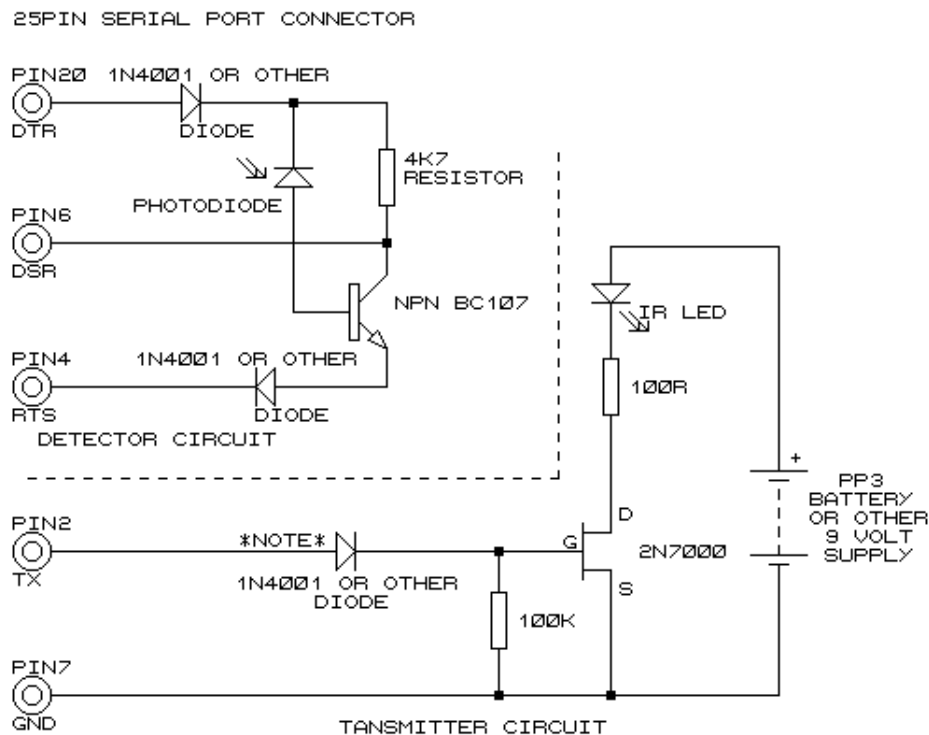 25PIN SERIAL PORT CONNECTOR
PIN20 1N4001 OR OTHER
DTR
DIODE
4K7
RESISTOR
PHOTODIODE
PIN6
DSR
NPN BC107
IR LED
PIN4
1N4001 OR OTHER
RTS
DIODE
100R
DETECTOR CIRCUIT
+
PP3
BATTERY
OR OTHER
9 VOLT
SUPPLY
PIN2
*NOTE*
TX
1N4001 OR OTHER
DIODE
G
D
S
2N7000
100K
PIN7
GND
TANSMITTER CIRCUIT